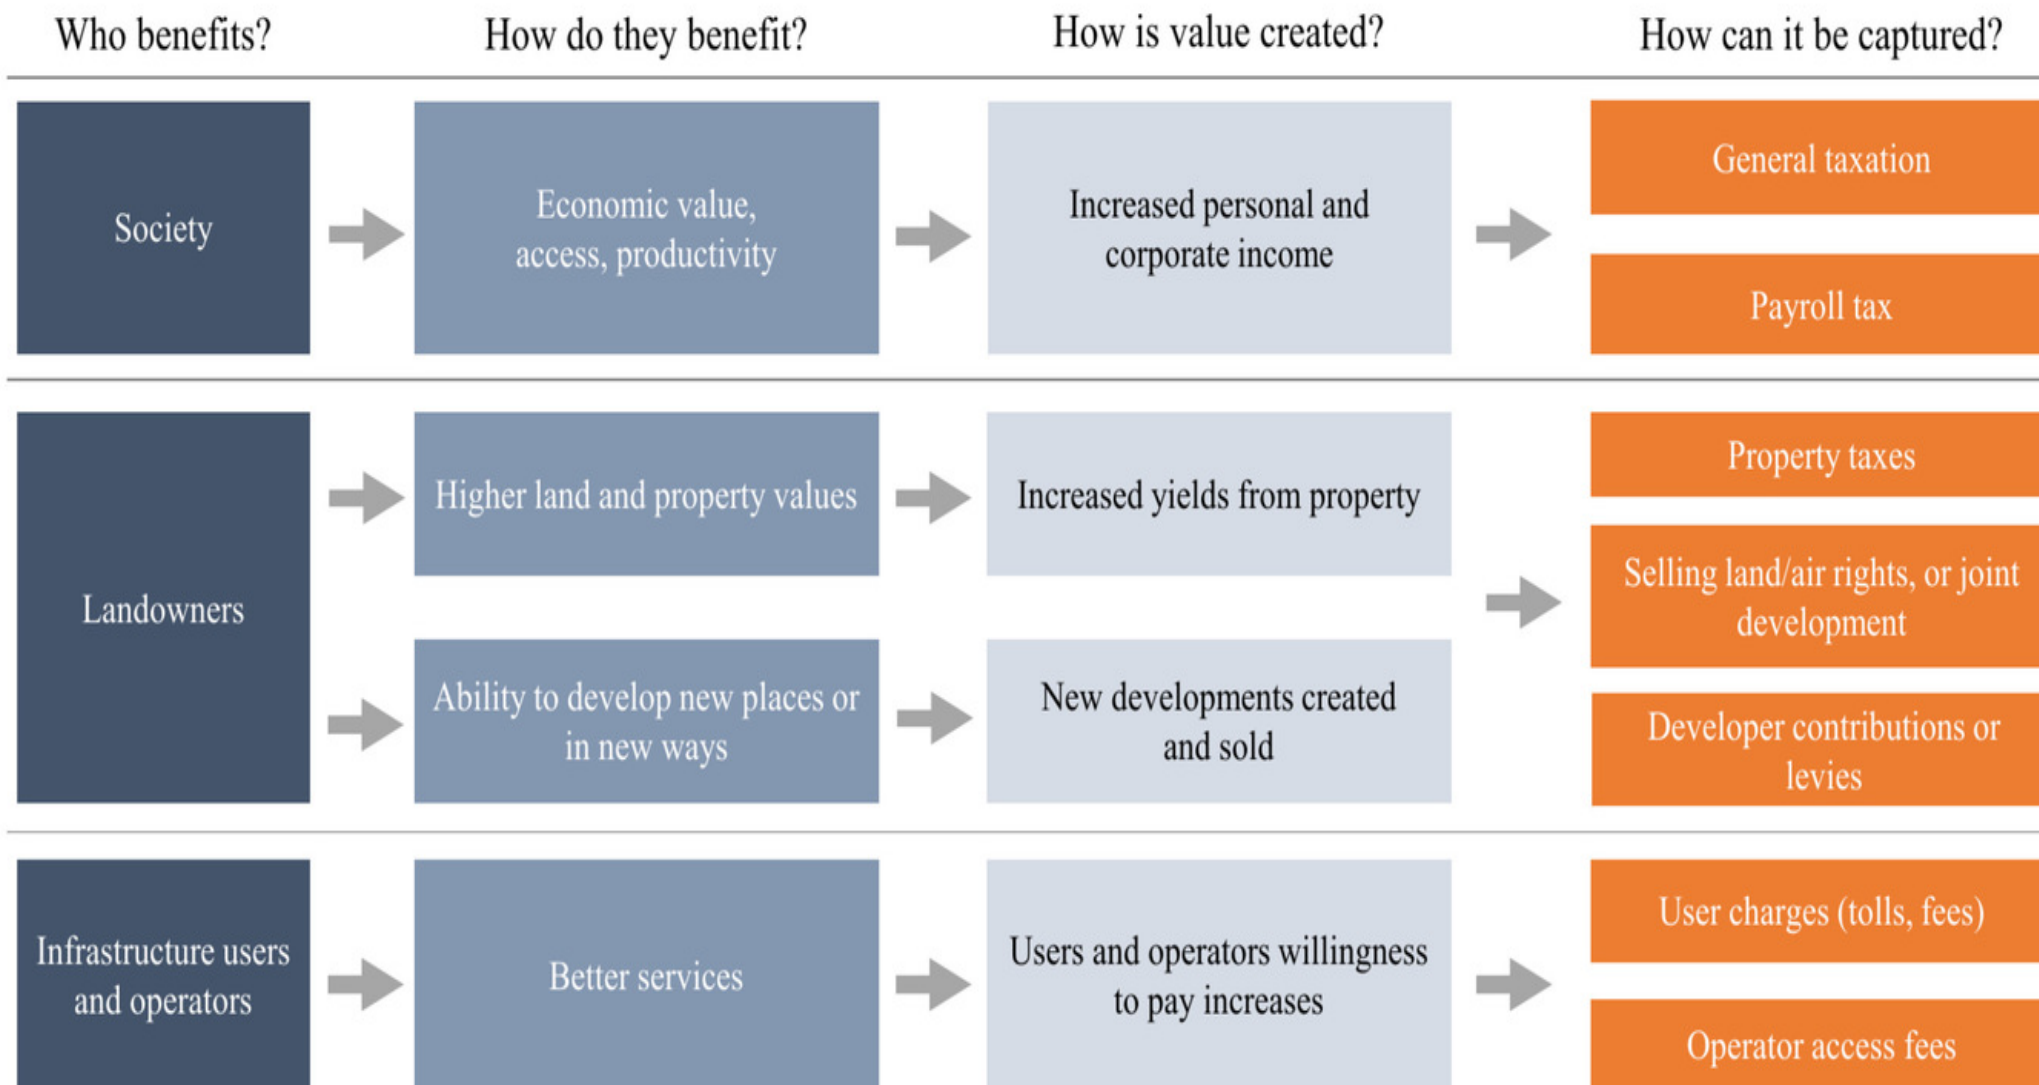 Who benefits?
How do they benefit?
How is value created?
How can it be captured?
Society
Economic value,
access, productivity
Increased personal and
corporate income
General taxation
Payroll tax
Landowners
Higher land and property values
Increased yields from property
Ability to develop new places or
in new ways
New developments created
and sold
Property taxes
Selling land/air rights, or joint
development
Developer contributions or
levies
Infrastructure users
and operators
Better services
Users and operators willingness
to pay increases
User charges (tolls, fees)
Operator access fees